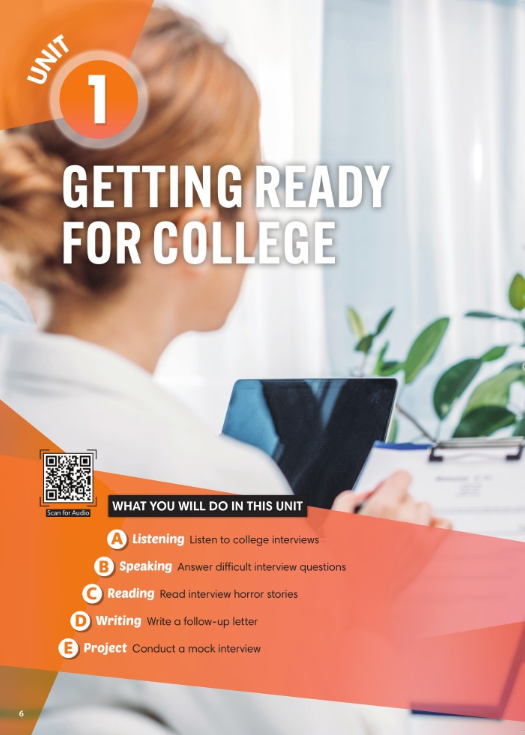 UNIT
1
GETTING READY
FOR COLLEGE
Scan for Audio
WHAT YOU WILL DO IN THIS UNIT
A Listening Listen to college interviews
B Speaking Answer difficult interview questions
C Reading Read interview horror stories
D Writing Write a follow-up letter
E Project Conduct a mock interview
6